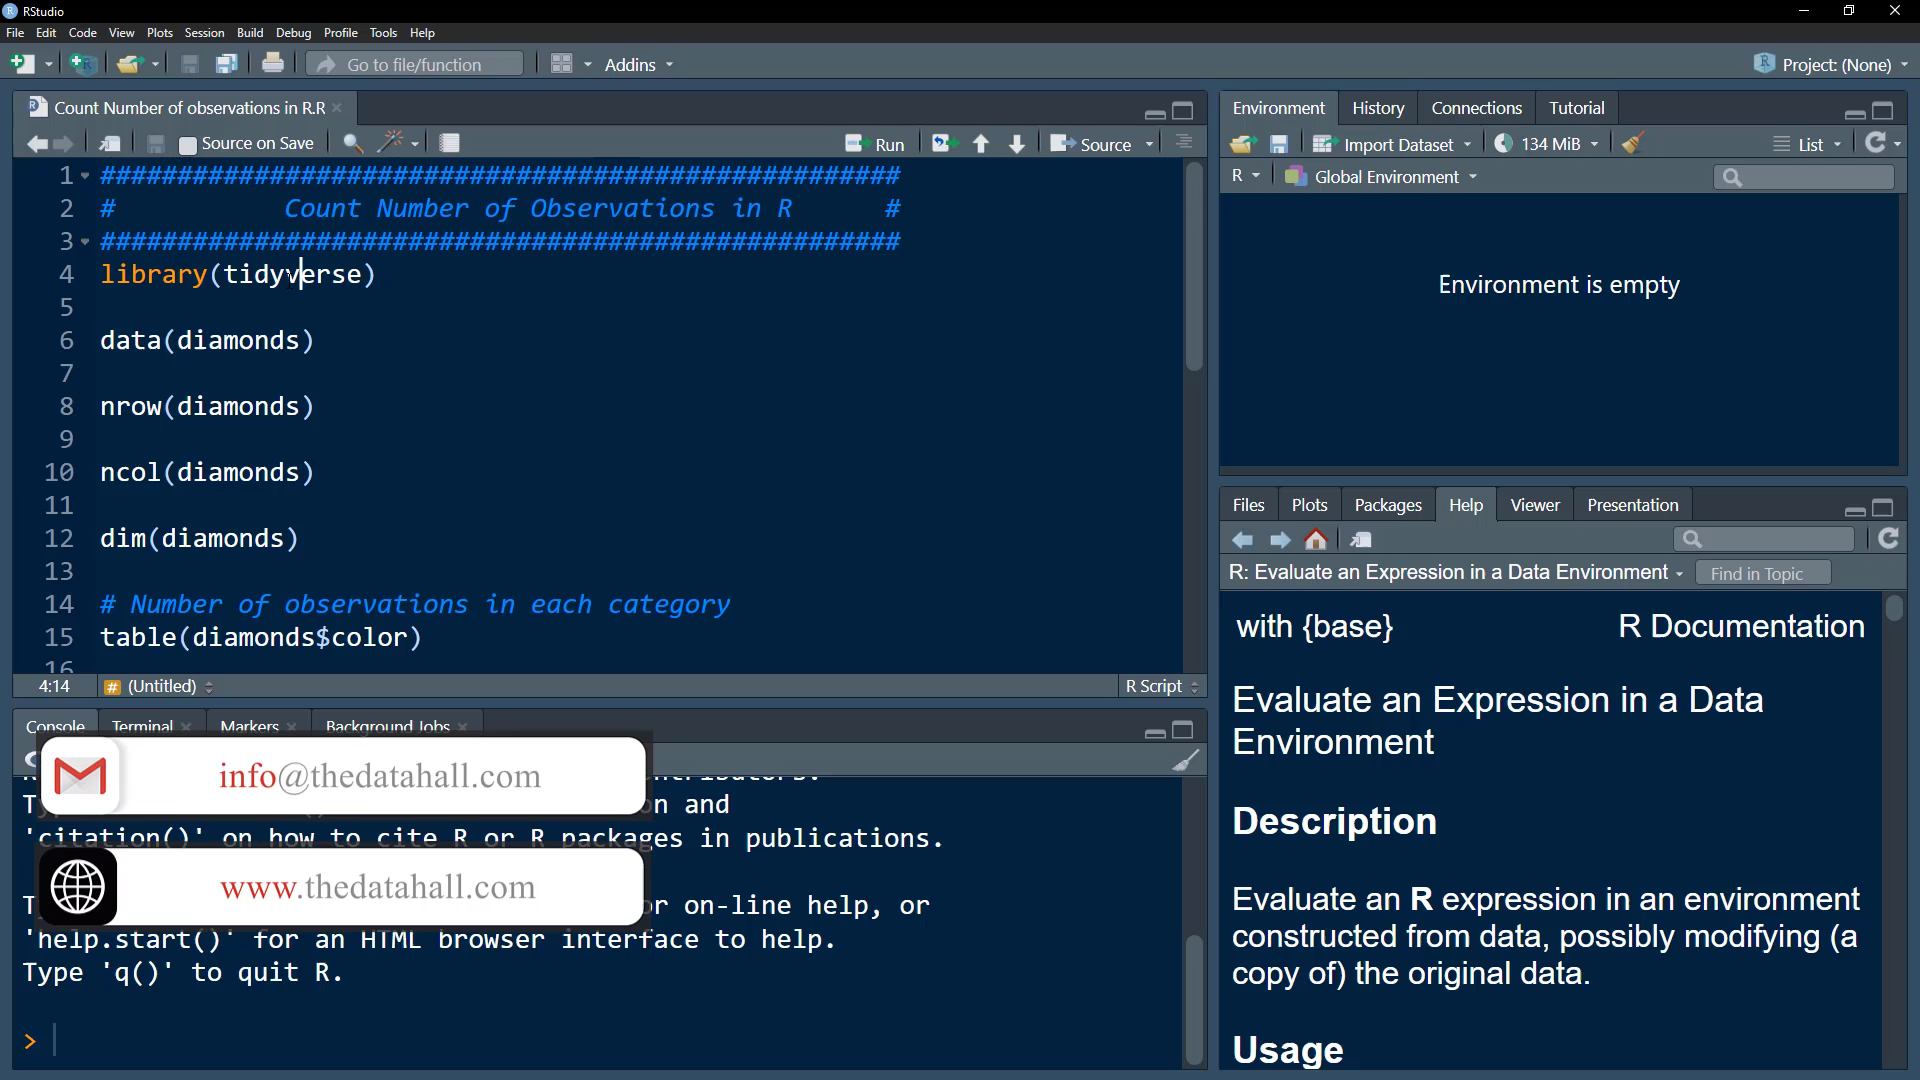 RStudio
File Edit Code View Plots Session Build Debug Profile Tools Help
Go to file/function Addins Project: (None)
Count Number of observations in R.R
Source on Save Run Source
1 ####################################################
2 # Count Number of Observations in R #
3 ####################################################
4 library(tidyverse)
5
6 data(diamonds)
7
8 nrow(diamonds)
9
10 ncol(diamonds)
11
12 dim(diamonds)
13
14 # Number of observations in each category
15 table(diamonds$color)
16
4:14 # (Untitled) R Script
Console Terminal Markers Background Jobs
info@thedatahall.com
on and
'citation()' on how to cite R or R packages in publications.
www.thedatahall.com
or on-line help, or
'help.start()' for an HTML browser interface to help.
Type 'q()' to quit R.
>
Environment History Connections Tutorial
Import Dataset 134 MiB List
R Global Environment
Environment is empty
Files Plots Packages Help Viewer Presentation
R: Evaluate an Expression in a Data Environment Find in Topic
with {base} R Documentation
Evaluate an Expression in a Data
Environment
Description
Evaluate an R expression in an environment
constructed from data, possibly modifying (a
copy of) the original data.
Usage